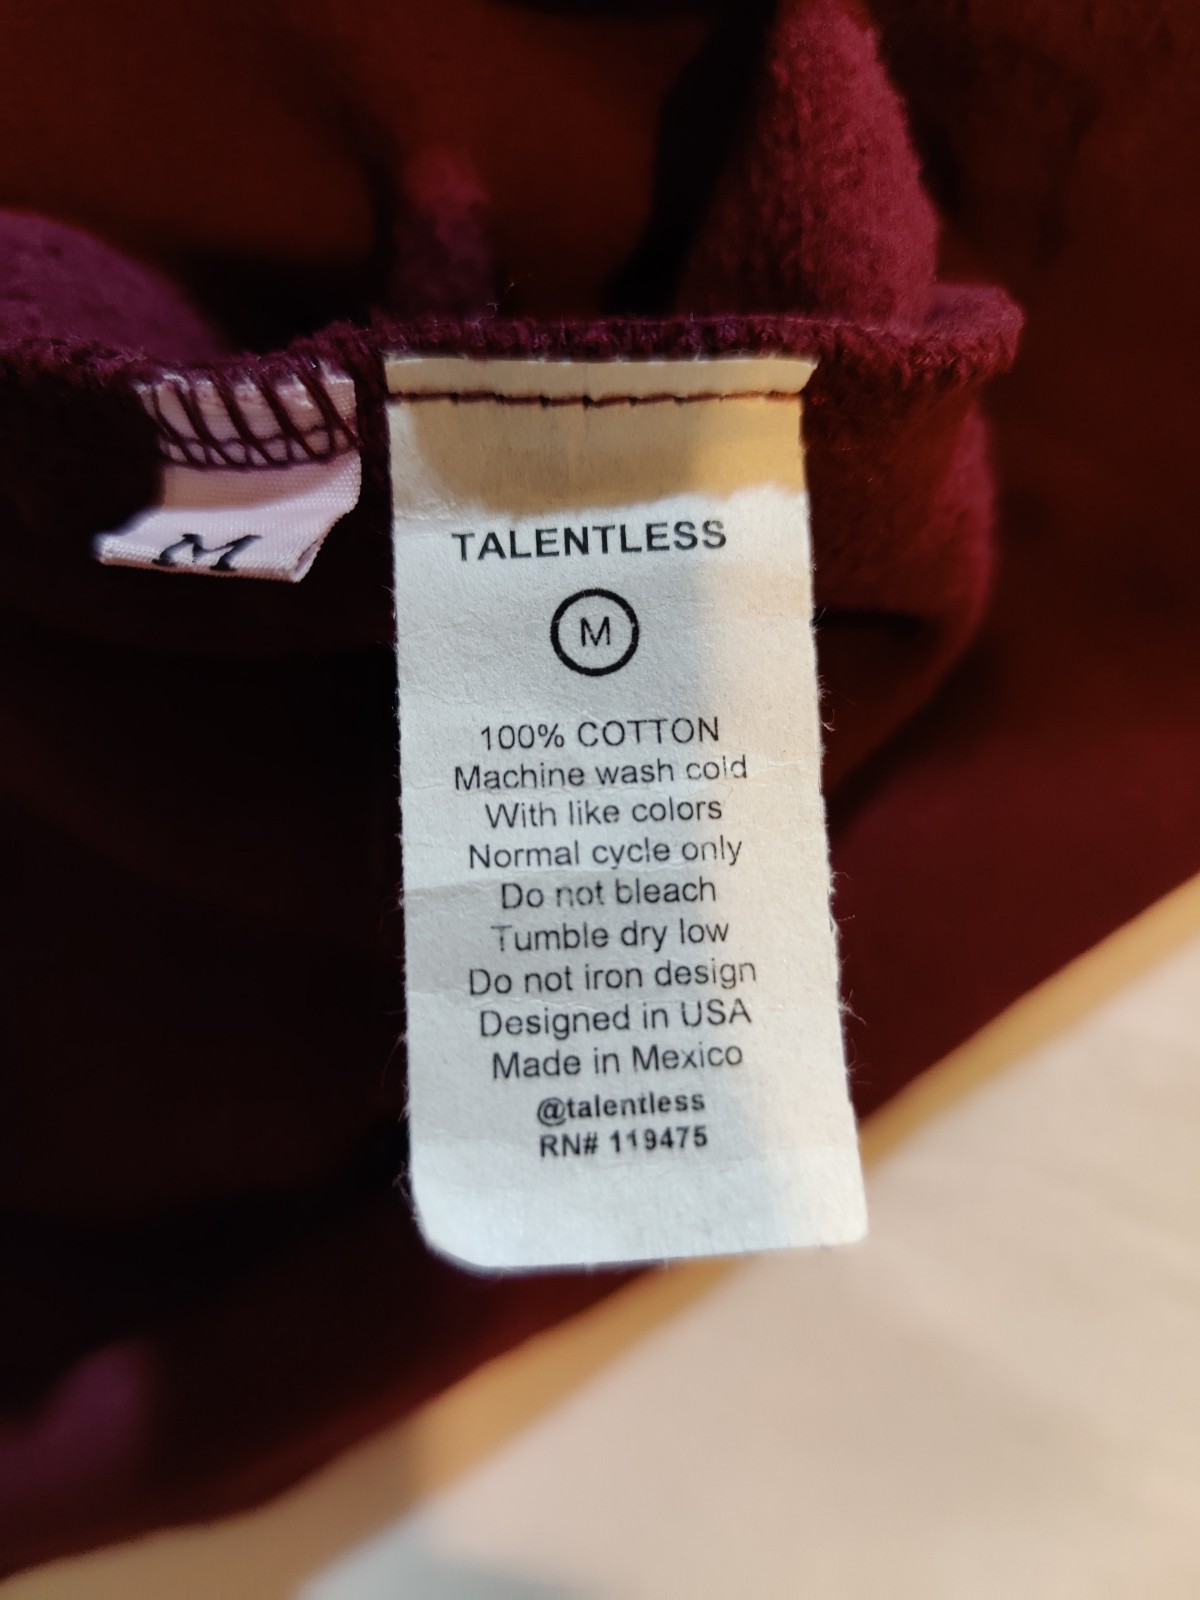 M
TALENTLESS
M
100% COTTON
Machine wash cold
With like colors
Normal cycle only
Do not bleach
Tumble dry low
Do not iron design
Designed in USA
Made in Mexico
@talentless
RN# 119475